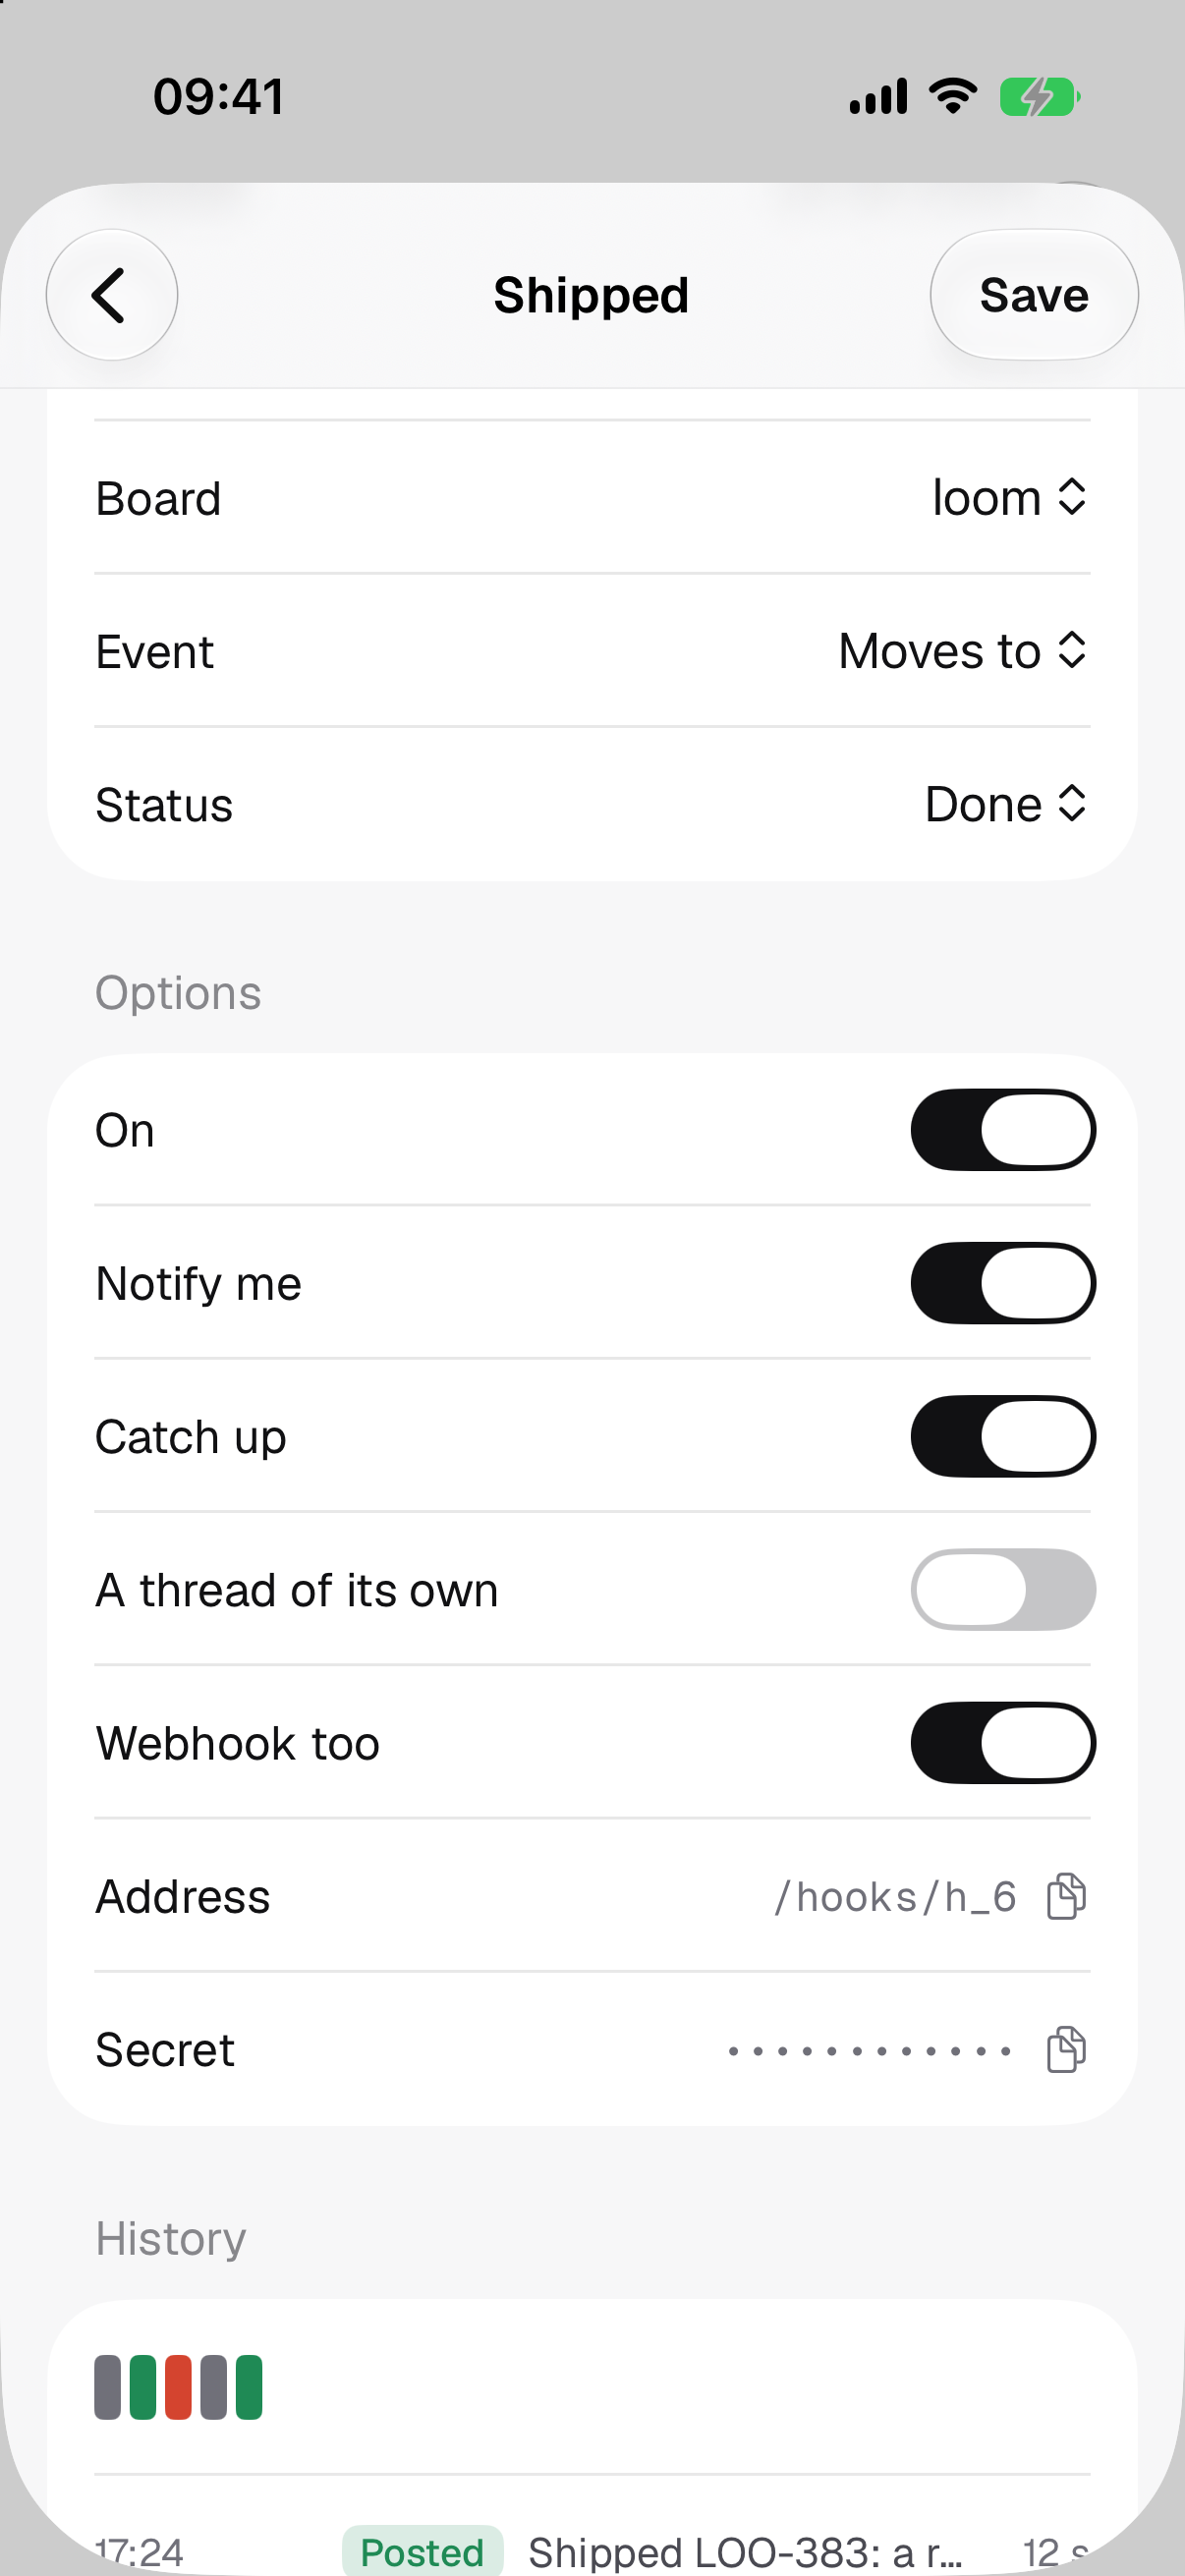 09:41
Shipped
Save
Board
loom
Event
Moves to
Status
Done
Options
On
Notify me
Catch up
A thread of its own
Webhook too
Address
/hooks/h_6
Secret
••••••••••••
History
17:24
Posted
Shipped LOO-383: a r...
12 s